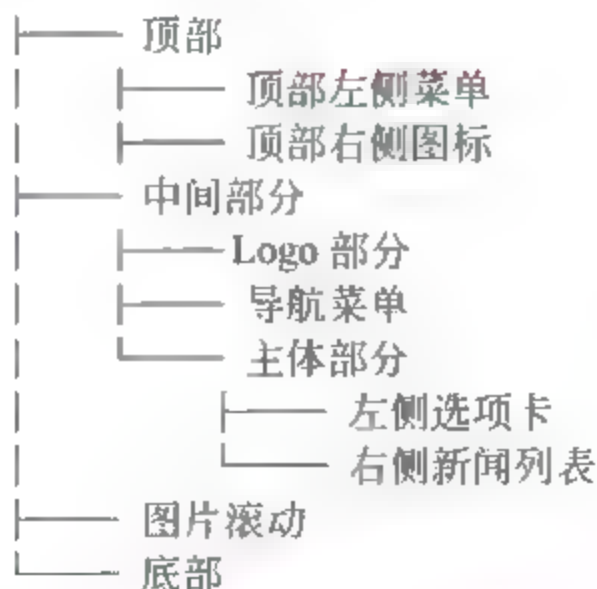 顶部
顶部左侧菜单
顶部右侧图标
中间部分
Logo 部分
导航菜单
主体部分
左侧选项卡
右侧新闻列表
图片滚动
底部